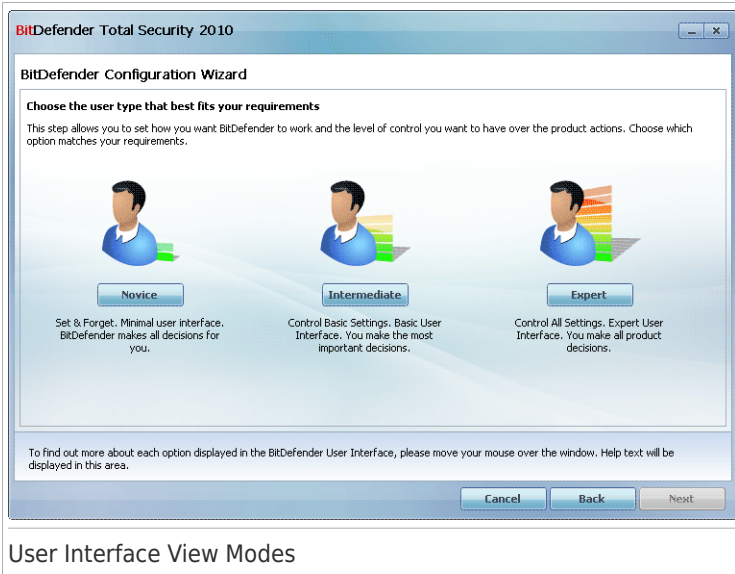 BitDefender Total Security 2010
BitDefender Configuration Wizard
Choose the user type that best fits your requirements
This step allows you to set how you want BitDefender to work and the level of control you want to have over the product actions. Choose which
option matches your requirements.
Novice
Set & Forget. Minimal user interface.
BitDefender makes all decisions for
you.
Intermediate
Control Basic Settings. Basic User
Interface. You make the most
important decisions.
Expert
Control All Settings. Expert User
Interface. You make all product
decisions.
To find out more about each option displayed in the BitDefender User Interface, please move your mouse over the window. Help text will be
displayed in this area.
Cancel Back Next
User Interface View Modes